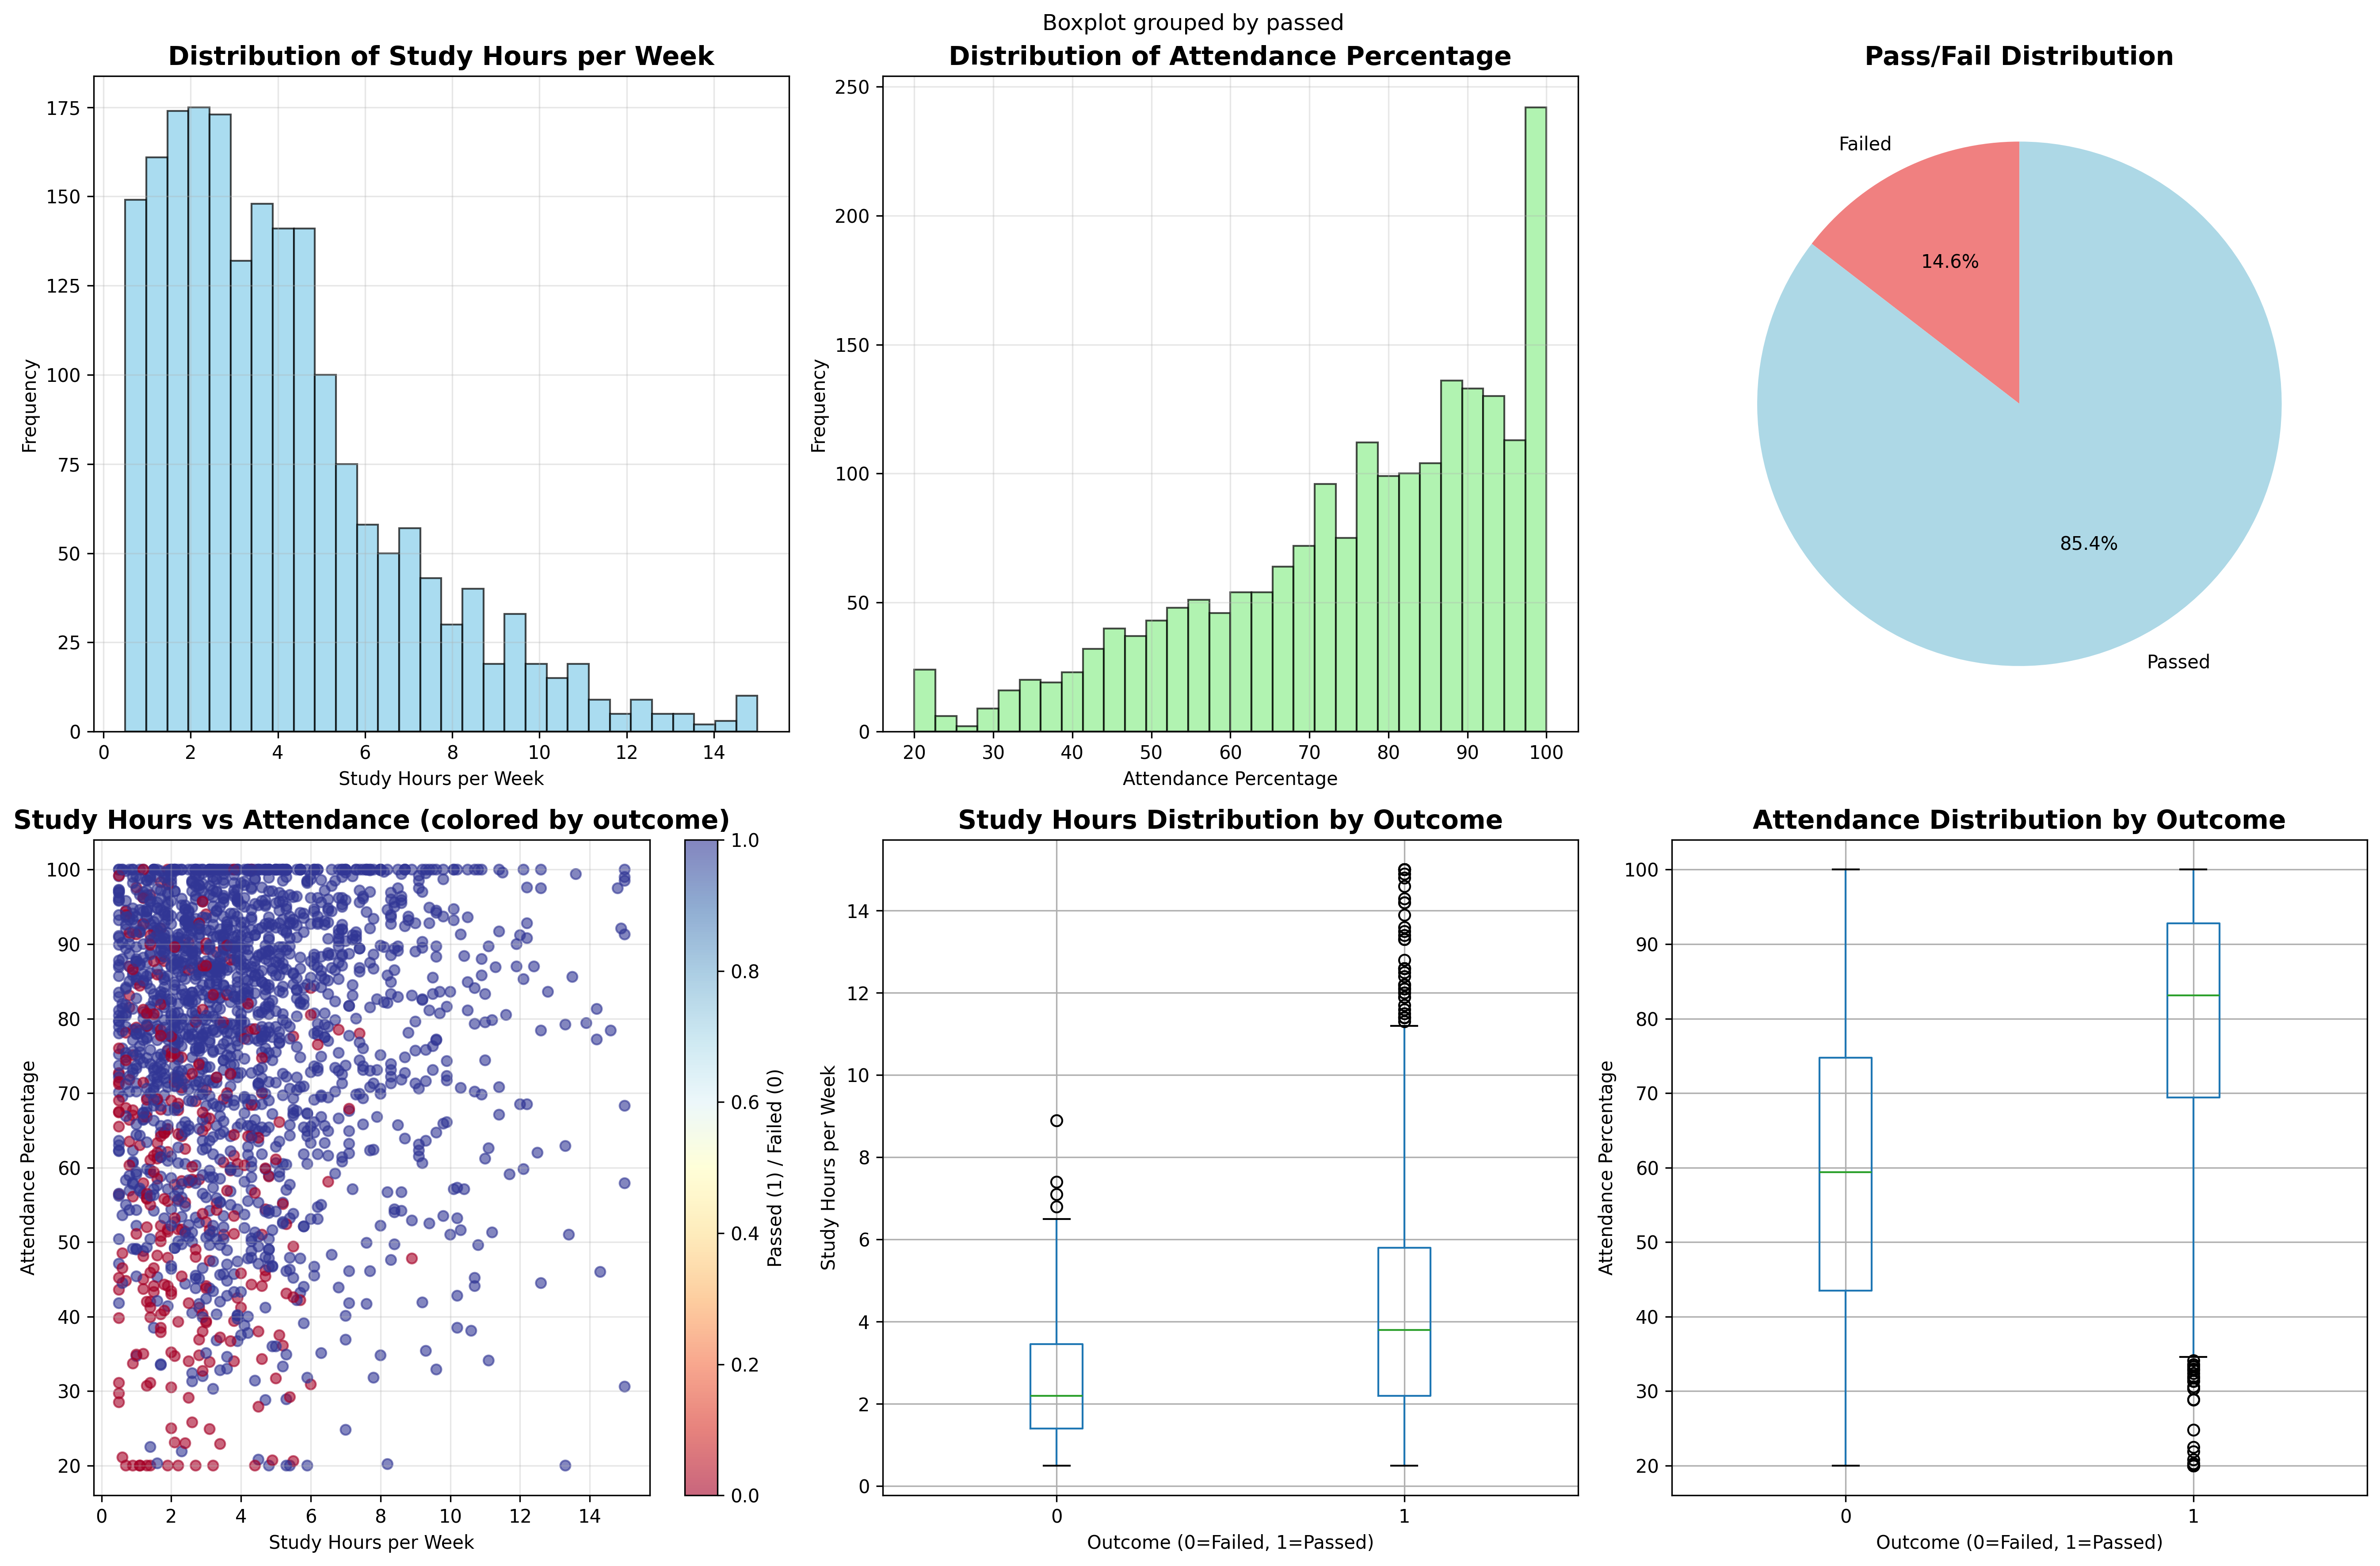 Boxplot grouped by passed
Distribution of Study Hours per Week
175
150
125
100
75
50
25
0
Frequency
0 2 4 6 8 10 12 14
Study Hours per Week
Distribution of Attendance Percentage
250
200
150
100
50
0
Frequency
20 30 40 50 60 70 80 90 100
Attendance Percentage
Pass/Fail Distribution
Failed
14.6%
85.4%
Passed
Study Hours vs Attendance (colored by outcome)
100
90
80
70
60
50
40
30
20
Attendance Percentage
0 2 4 6 8 10 12 14
Study Hours per Week
1.0
0.8
0.6
0.4
0.2
0.0
Passed (1) / Failed (0)
Study Hours Distribution by Outcome
14
12
10
8
6
4
2
0
Study Hours per Week
0 1
Outcome (0=Failed, 1=Passed)
Attendance Distribution by Outcome
100
90
80
70
60
50
40
30
20
Attendance Percentage
0 1
Outcome (0=Failed, 1=Passed)